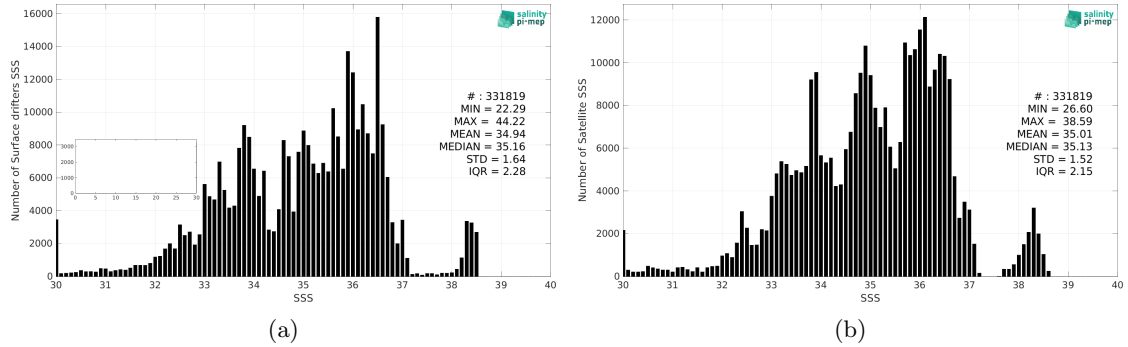 16000
14000
12000
10000
8000
6000
4000
2000
0
30 31 32 33 34 35 36 37 38 39 40
SSS
Number of Surface drifters SSS
salinity
pi-mep
# : 331819
MIN = 22.29
MAX = 44.22
MEAN = 34.94
MEDIAN = 35.16
STD = 1.64
IQR = 2.28
3000
2000
1000
0
0 5 10 15 20 25 30
(a)
12000
10000
8000
6000
4000
2000
0
30 31 32 33 34 35 36 37 38 39 40
SSS
Number of Satellite SSS
salinity
pi-mep
# : 331819
MIN = 26.60
MAX = 38.59
MEAN = 35.01
MEDIAN = 35.13
STD = 1.52
IQR = 2.15
(b)